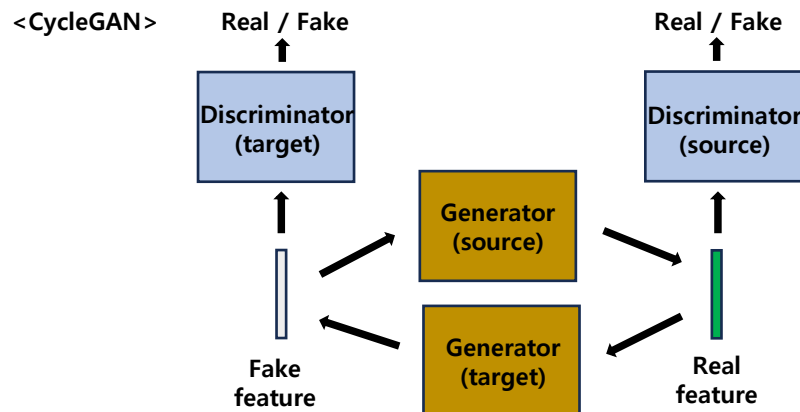 <CycleGAN>
Real / Fake
Real / Fake
Discriminator
(target)
Discriminator
(source)
Generator
(source)
Generator
(target)
Fake
feature
Real
feature